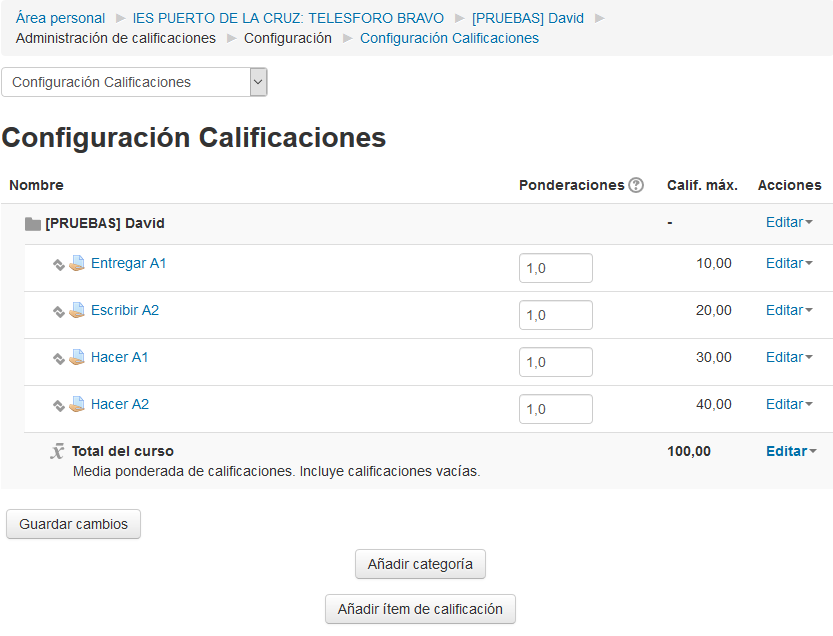 Área personal ▶ IES PUERTO DE LA CRUZ: TELESFORO BRAVO ▶ [PRUEBAS] David ▶
Administración de calificaciones ▶ Configuración ▶ Configuración Calificaciones
Configuración Calificaciones
Configuración Calificaciones
Nombre Ponderaciones ? Calif. máx. Acciones
[PRUEBAS] David - Editar
Entregar A1 1,0 10,00 Editar
Escribir A2 1,0 20,00 Editar
Hacer A1 1,0 30,00 Editar
Hacer A2 1,0 40,00 Editar
x̄ Total del curso 100,00 Editar
Media ponderada de calificaciones. Incluye calificaciones vacías.
Guardar cambios
Añadir categoría
Añadir ítem de calificación